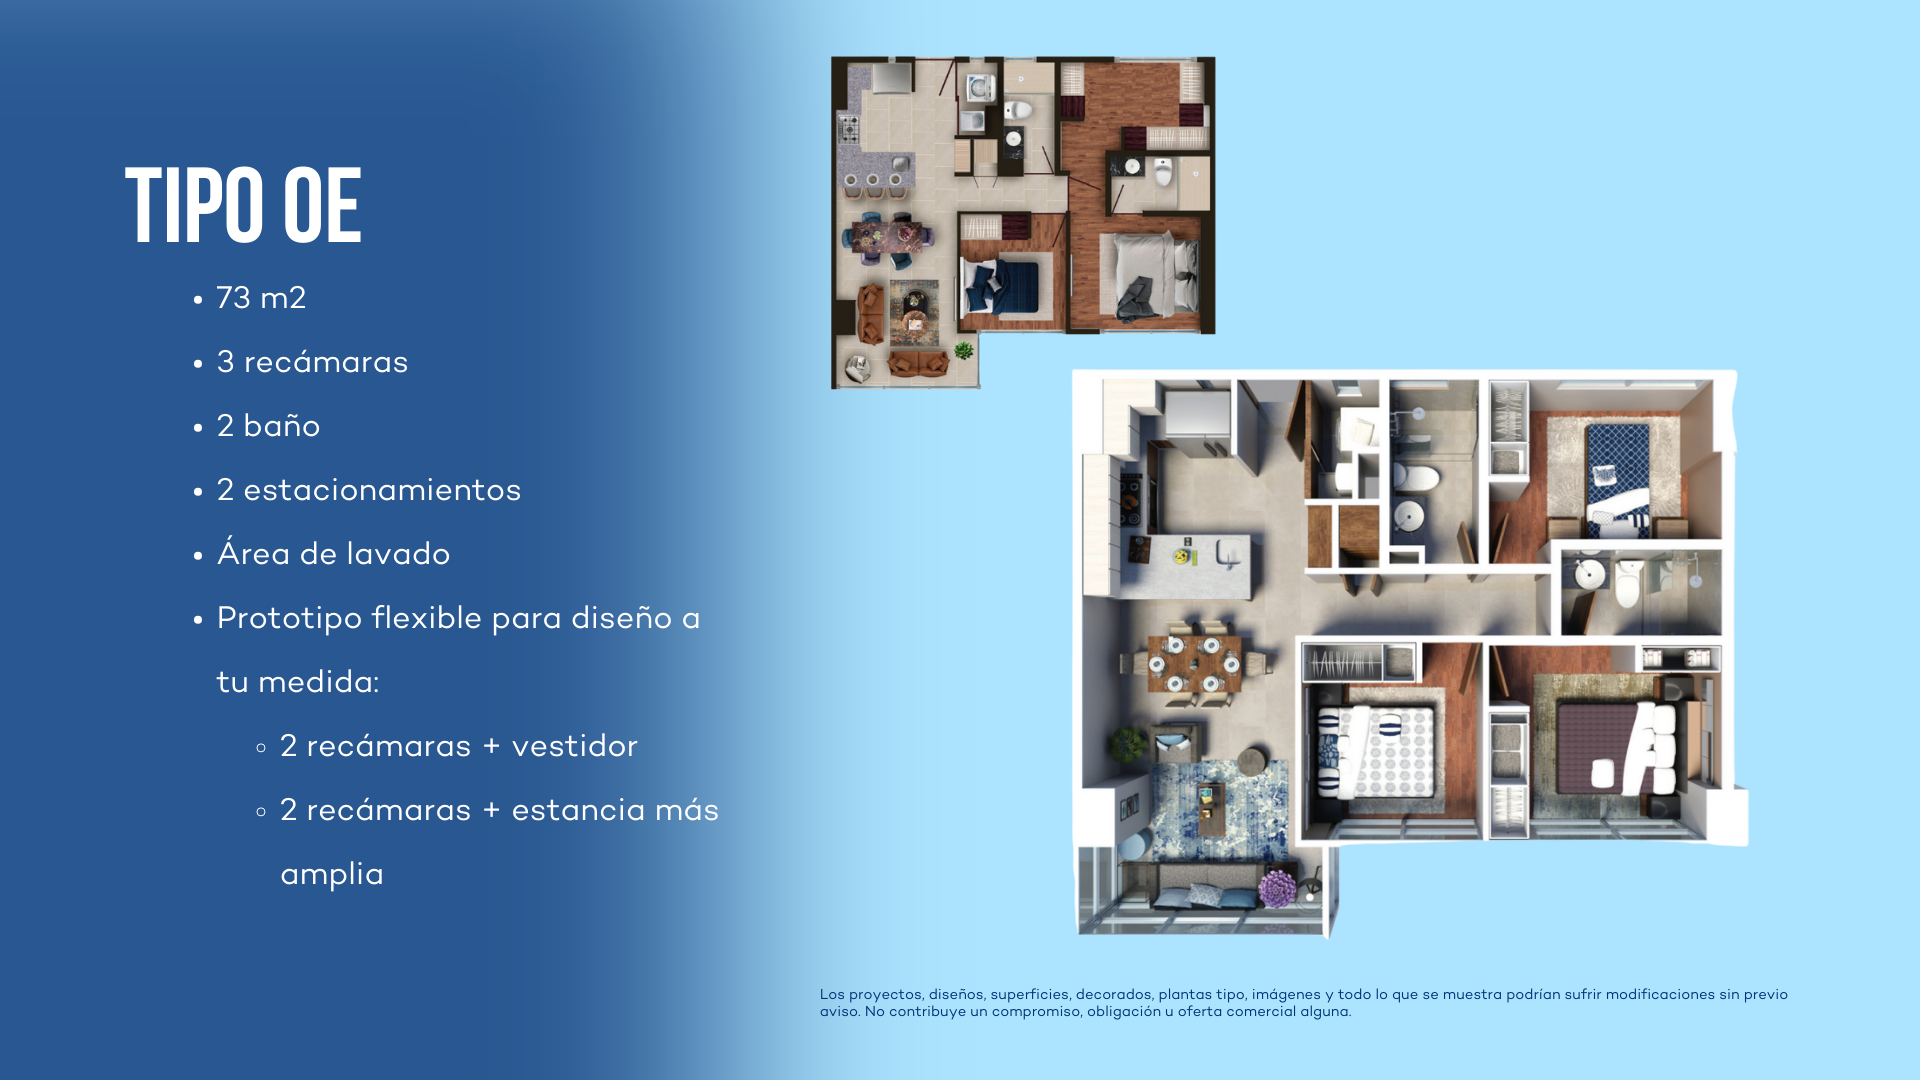 TIPO OE
• 73 m2
• 3 recámaras
• 2 baño
• 2 estacionamientos
• Área de lavado
• Prototipo flexible para diseño a
tu medida:
◦ 2 recámaras + vestidor
◦ 2 recámaras + estancia más
amplia
Los proyectos, diseños, superficies, decorados, plantas tipo, imágenes y todo lo que se muestra podrían sufrir modificaciones sin previo
aviso. No contribuye un compromiso, obligación u oferta comercial alguna.